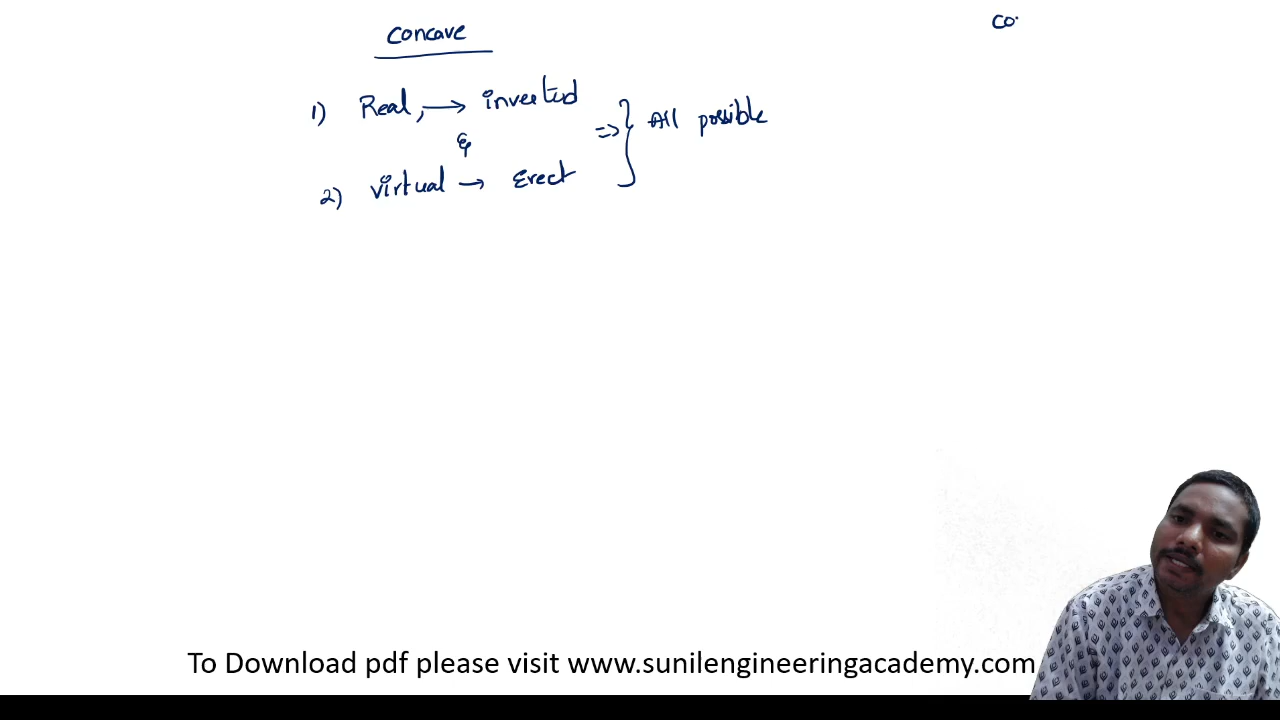 concave
co
1) Real, → inverted
&
⇒ } All possible
2) virtual → Erect
To Download pdf please visit www.sunilengineeringacademy.com